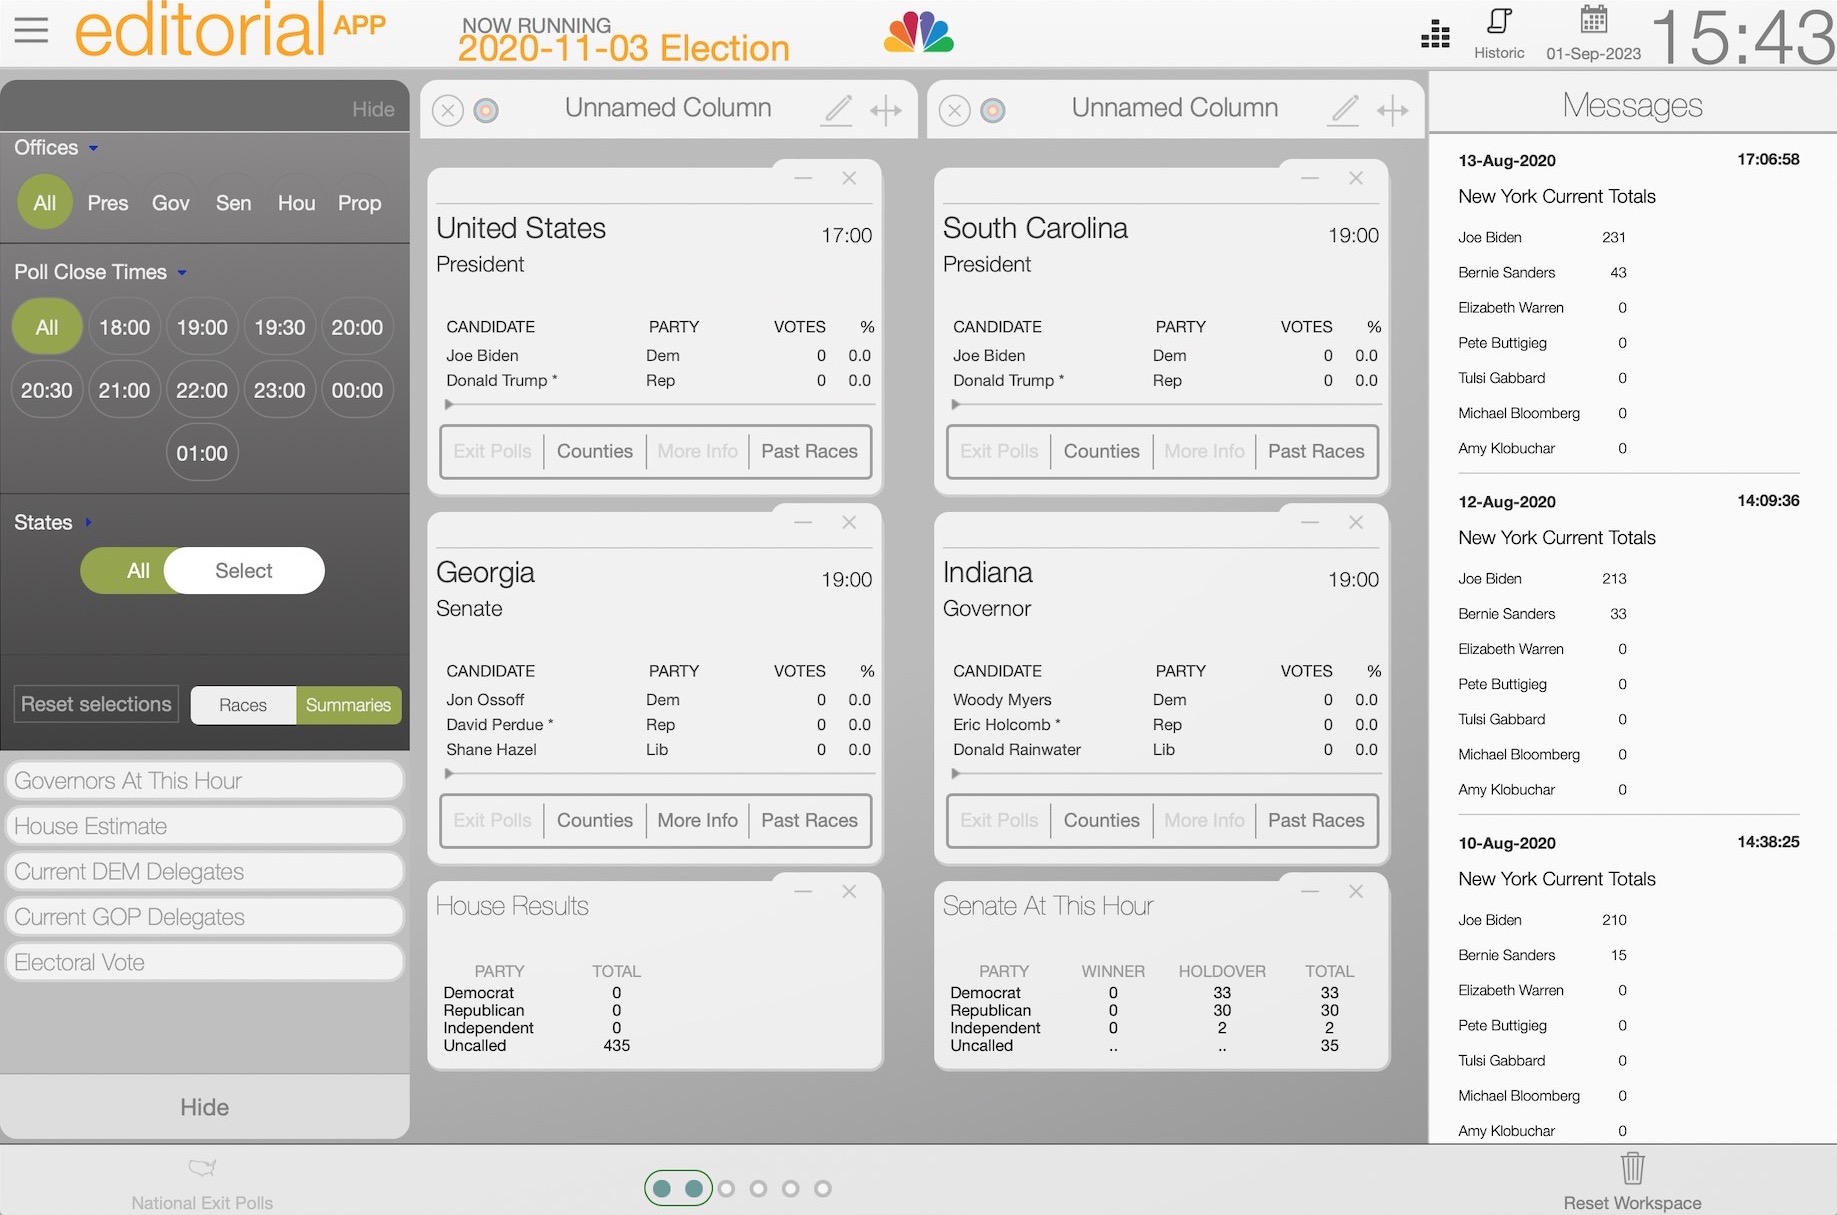 editorial APP
NOW RUNNING
2020-11-03 Election
Historic
01-Sep-2023
15:43
Hide
Offices
All Pres Gov Sen Hou Prop
Poll Close Times
All 18:00 19:00 19:30 20:00
20:30 21:00 22:00 23:00 00:00
01:00
States
All Select
Reset selections Races Summaries
Governors At This Hour
House Estimate
Current DEM Delegates
Current GOP Delegates
Electoral Vote
Hide
Unnamed Column
United States 17:00
President
CANDIDATE PARTY VOTES %
Joe Biden Dem 0 0.0
Donald Trump * Rep 0 0.0
Exit Polls Counties More Info Past Races
Georgia 19:00
Senate
CANDIDATE PARTY VOTES %
Jon Ossoff Dem 0 0.0
David Perdue * Rep 0 0.0
Shane Hazel Lib 0 0.0
Exit Polls Counties More Info Past Races
House Results
PARTY TOTAL
Democrat 0
Republican 0
Independent 0
Uncalled 435
Unnamed Column
South Carolina 19:00
President
CANDIDATE PARTY VOTES %
Joe Biden Dem 0 0.0
Donald Trump * Rep 0 0.0
Exit Polls Counties More Info Past Races
Indiana 19:00
Governor
CANDIDATE PARTY VOTES %
Woody Myers Dem 0 0.0
Eric Holcomb * Rep 0 0.0
Donald Rainwater Lib 0 0.0
Exit Polls Counties More Info Past Races
Senate At This Hour
PARTY WINNER HOLDOVER TOTAL
Democrat 0 33 33
Republican 0 30 30
Independent 0 2 2
Uncalled .. .. 35
Messages
13-Aug-2020 17:06:58
New York Current Totals
Joe Biden 231
Bernie Sanders 43
Elizabeth Warren 0
Pete Buttigieg 0
Tulsi Gabbard 0
Michael Bloomberg 0
Amy Klobuchar 0
12-Aug-2020 14:09:36
New York Current Totals
Joe Biden 213
Bernie Sanders 33
Elizabeth Warren 0
Pete Buttigieg 0
Tulsi Gabbard 0
Michael Bloomberg 0
Amy Klobuchar 0
10-Aug-2020 14:38:25
New York Current Totals
Joe Biden 210
Bernie Sanders 15
Elizabeth Warren 0
Pete Buttigieg 0
Tulsi Gabbard 0
Michael Bloomberg 0
Amy Klobuchar 0
National Exit Polls
Reset Workspace